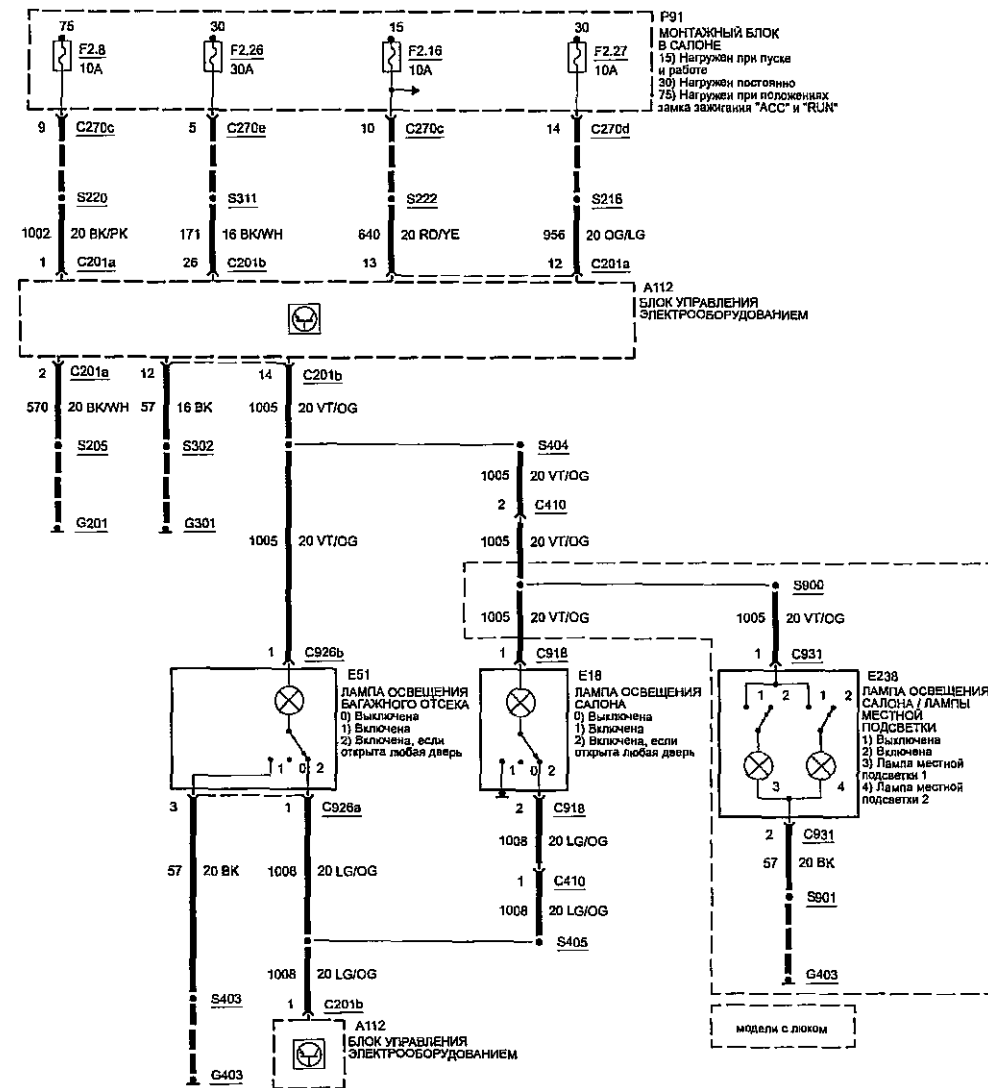 P91
МОНТАЖНЫЙ БЛОК
В САЛОНЕ
15) Нагружен при пуске
и работе
30) Нагружен постоянно
75) Нагружен при положениях
замка зажигания "ACC" и "RUN"
75 30 15 30
F2.8 F2.26 F2.16 F2.27
10A 30A 10A 10A
9 C270c 5 C270e 10 C270c 14 C270d
S220 S311 S222 S216
1002 20 BK/PK 171 16 BK/WH 640 20 RD/YE 956 20 OG/LG
1 C201a 26 C201b 13 12 C201a
A112
БЛОК УПРАВЛЕНИЯ
ЭЛЕКТРООБОРУДОВАНИЕМ
2 C201a 12 14 C201b
570 20 BK/WH 57 16 BK 1005 20 VT/OG
S205 S302 S404
1005 20 VT/OG
2 C410
G201 G301
1005 20 VT/OG 1005 20 VT/OG
S900
1005 20 VT/OG 1005 20 VT/OG
1 C926b 1 C918 1 C931
E51
ЛАМПА ОСВЕЩЕНИЯ
БАГАЖНОГО ОТСЕКА
0) Выключена
1) Включена
2) Включена, если
открыта любая дверь
1 0 2
E18
ЛАМПА ОСВЕЩЕНИЯ
САЛОНА
0) Выключена
1) Включена
2) Включена, если
открыта любая дверь
1 0 2
E238
ЛАМПА ОСВЕЩЕНИЯ
САЛОНА / ЛАМПЫ
МЕСТНОЙ
ПОДСВЕТКИ
1) Выключена
2) Включена
3) Лампа местной
подсветки 1
4) Лампа местной
подсветки 2
1 2 1 2
3 4
3 1 C926a 2 C918 2 C931
57 20 BK 1008 20 LG/OG 1008 20 LG/OG 57 20 BK
1 C410 S901
1008 20 LG/OG
S405
1008 20 LG/OG G403
S403 1 C201b
A112
БЛОК УПРАВЛЕНИЯ
ЭЛЕКТРООБОРУДОВАНИЕМ
G403
модели с люком